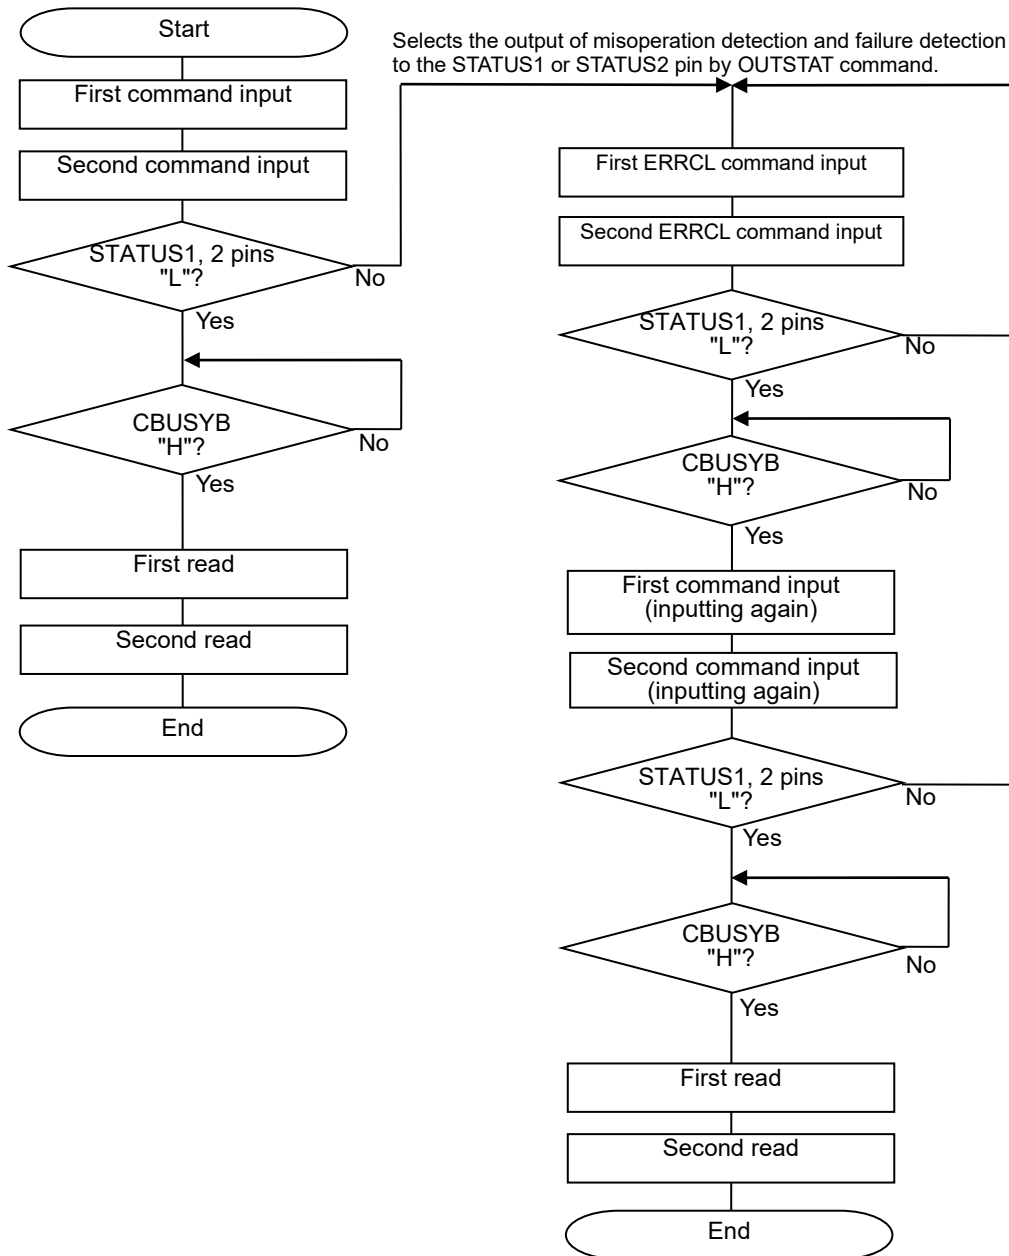 Start
First command input
Second command input
STATUS1, 2 pins
"L"?
No
Yes
CBUSYB
"H"?
No
Yes
First read
Second read
End
Selects the output of misoperation detection and failure detection
to the STATUS1 or STATUS2 pin by OUTSTAT command.
First ERRCL command input
Second ERRCL command input
STATUS1, 2 pins
"L"?
No
Yes
CBUSYB
"H"?
No
Yes
First command input
(inputting again)
Second command input
(inputting again)
STATUS1, 2 pins
"L"?
No
Yes
CBUSYB
"H"?
No
Yes
First read
Second read
End